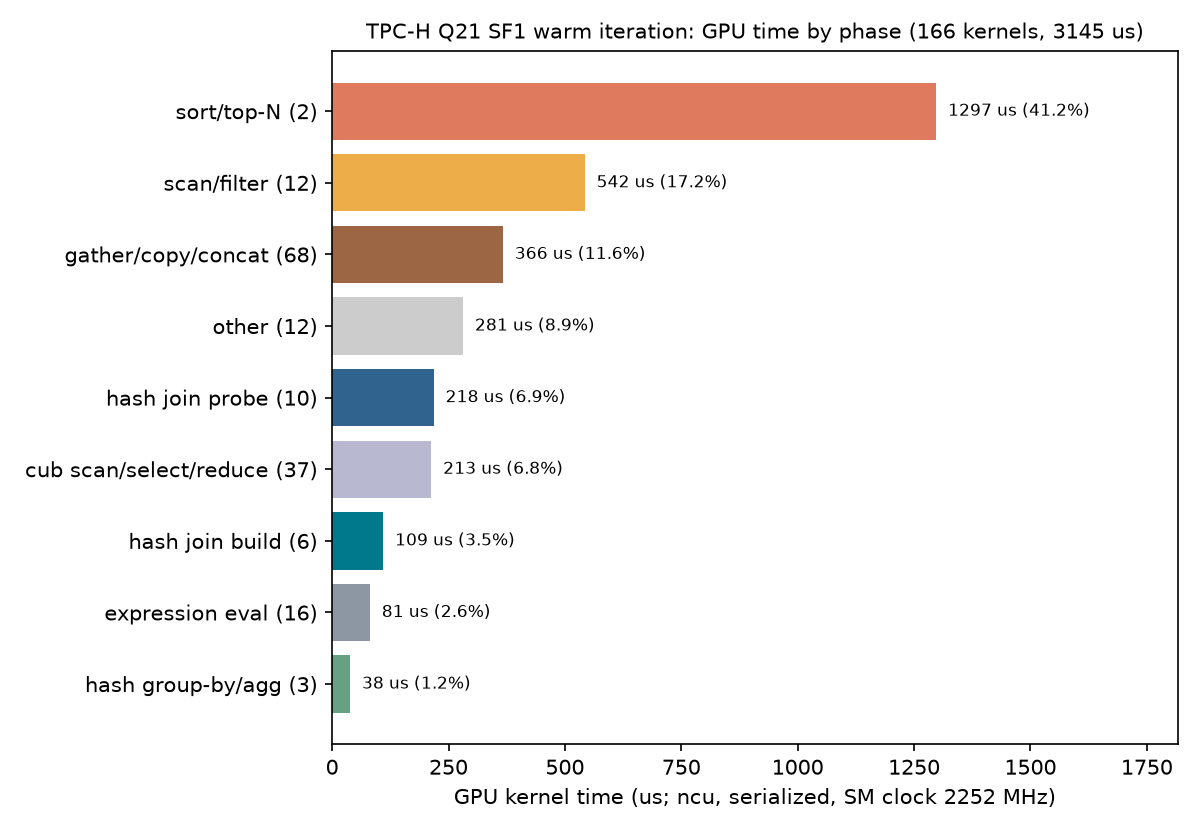 TPC-H Q21 SF1 warm iteration: GPU time by phase (166 kernels, 3145 us)
sort/top-N (2)
1297 us (41.2%)
scan/filter (12)
542 us (17.2%)
gather/copy/concat (68)
366 us (11.6%)
other (12)
281 us (8.9%)
hash join probe (10)
218 us (6.9%)
cub scan/select/reduce (37)
213 us (6.8%)
hash join build (6)
109 us (3.5%)
expression eval (16)
81 us (2.6%)
hash group-by/agg (3)
38 us (1.2%)
0 250 500 750 1000 1250 1500 1750
GPU kernel time (us; ncu, serialized, SM clock 2252 MHz)